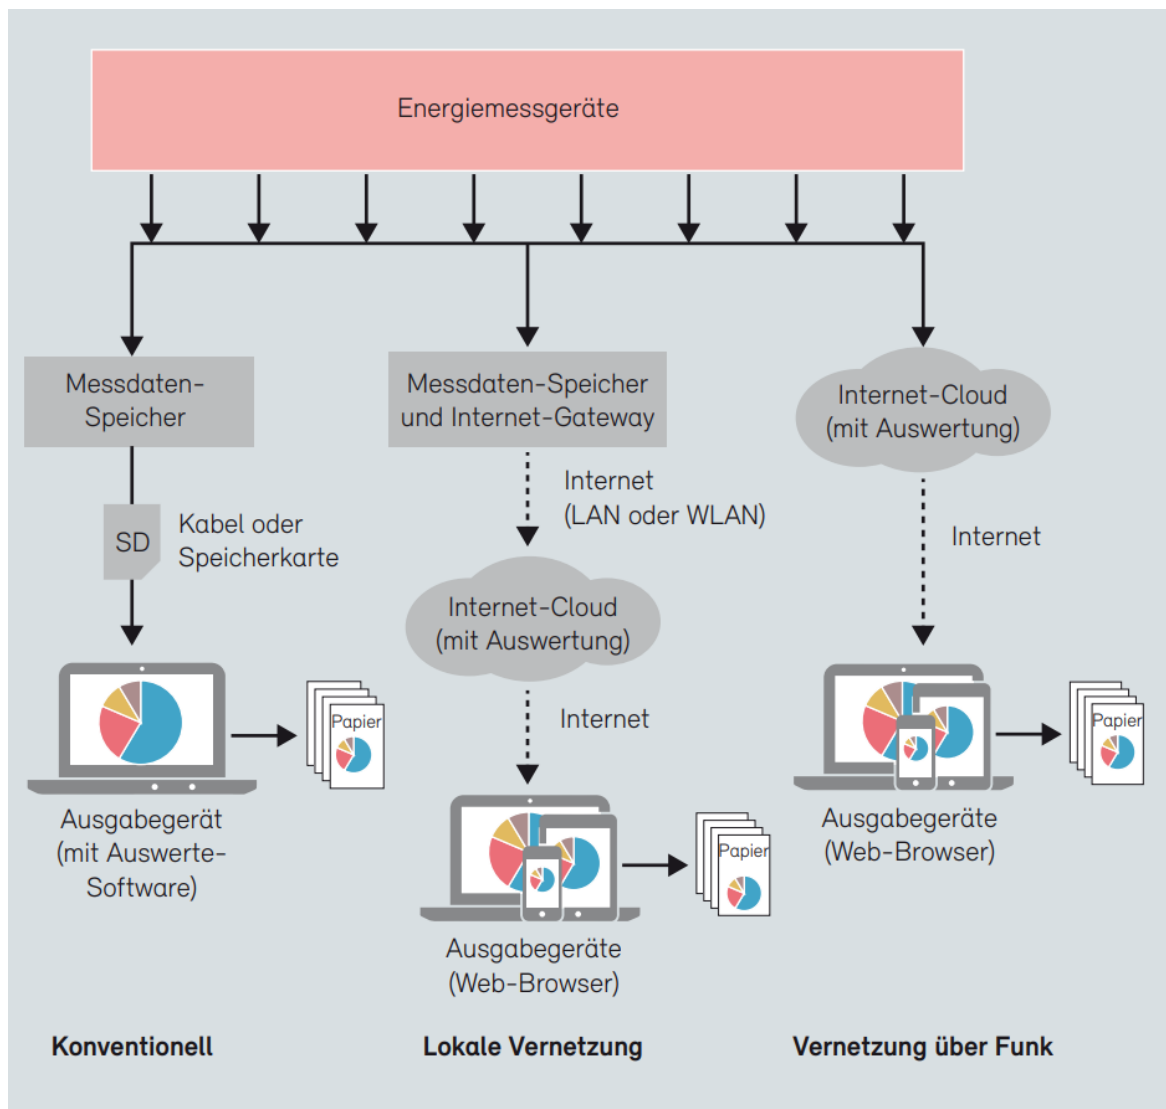 Energiemessgeräte
Messdaten-
Speicher
Messdaten-Speicher
und Internet-Gateway
Internet-Cloud
(mit Auswertung)
SD
Kabel oder
Speicherkarte
Internet
(LAN oder WLAN)
Internet
Internet-Cloud
(mit Auswertung)
Internet
Papier
Papier
Papier
Ausgabegerät
(mit Auswerte-
Software)
Ausgabegeräte
(Web-Browser)
Ausgabegeräte
(Web-Browser)
Konventionell
Lokale Vernetzung
Vernetzung über Funk